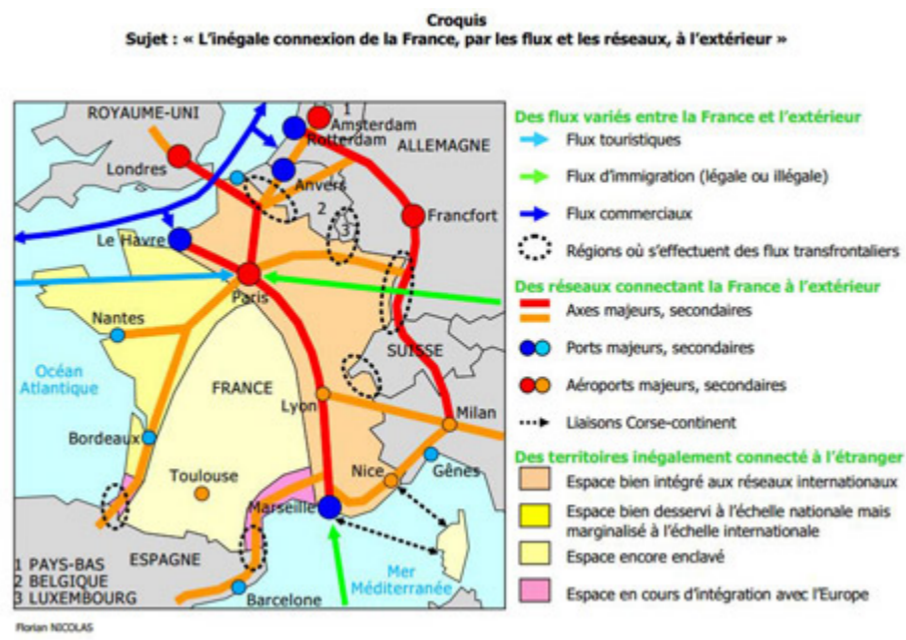 Croquis
Sujet : « L'inégale connexion de la France, par les flux et les réseaux, à l'extérieur »
ROYAUME-UNI
1
Amsterdam
Rotterdam
ALLEMAGNE
Londres
Anvers
2
3
Francfort
Le Havre
Paris
Nantes
SUISSE
Océan
Atlantique
FRANCE
Lyon
Milan
Bordeaux
Toulouse
Nice
Gênes
Marseille
ESPAGNE
Mer
Méditerranée
Barcelone
1 PAYS-BAS
2 BELGIQUE
3 LUXEMBOURG
Florian NICOLAS
Des flux variés entre la France et l'extérieur
Flux touristiques
Flux d'immigration (légale ou illégale)
Flux commerciaux
Régions où s'effectuent des flux transfrontaliers
Des réseaux connectant la France à l'extérieur
Axes majeurs, secondaires
Ports majeurs, secondaires
Aéroports majeurs, secondaires
Liaisons Corse-continent
Des territoires inégalement connecté à l'étranger
Espace bien intégré aux réseaux internationaux
Espace bien desservi à l'échelle nationale mais
marginalisé à l'échelle internationale
Espace encore enclavé
Espace en cours d'intégration avec l'Europe